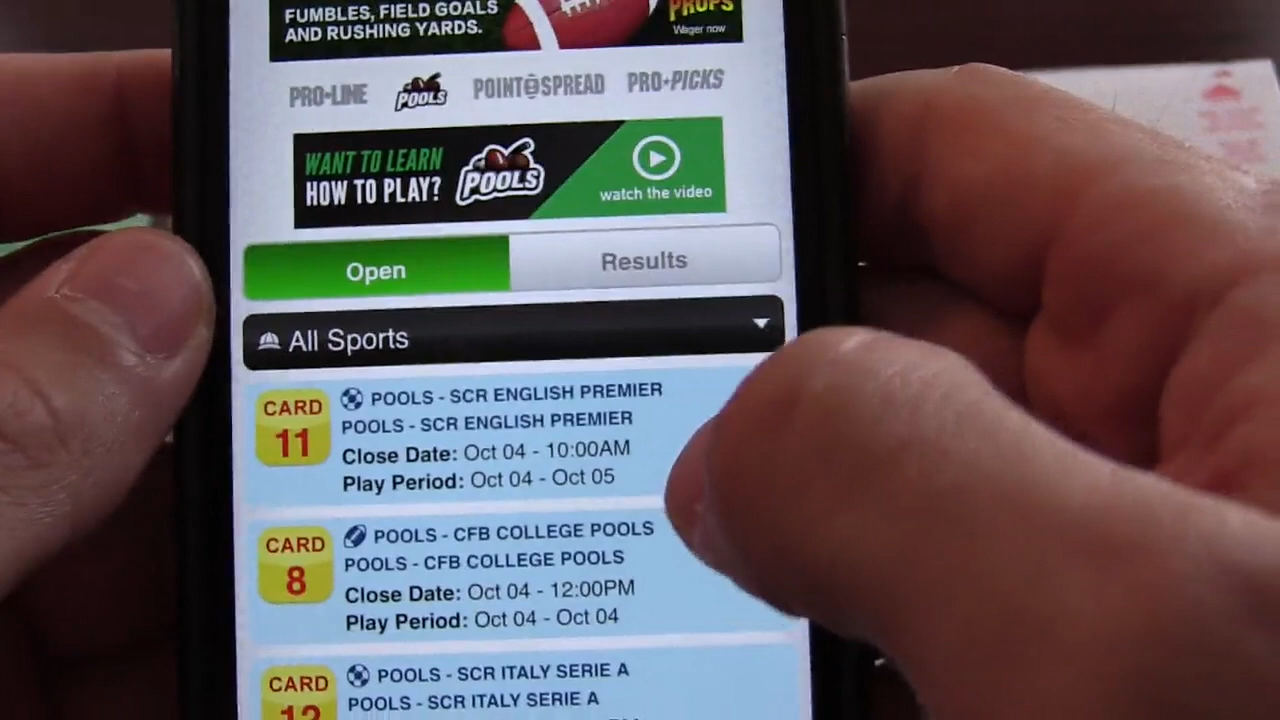 FUMBLES, FIELD GOALS
AND RUSHING YARDS.
PROPS
Wager now
PRO•LINE
POOLS
POINT SPREAD
PRO•PICKS
WANT TO LEARN
HOW TO PLAY?
POOLS
watch the video
Open
Results
All Sports
CARD
11
POOLS - SCR ENGLISH PREMIER
POOLS - SCR ENGLISH PREMIER
Close Date: Oct 04 - 10:00AM
Play Period: Oct 04 - Oct 05
CARD
8
POOLS - CFB COLLEGE POOLS
POOLS - CFB COLLEGE POOLS
Close Date: Oct 04 - 12:00PM
Play Period: Oct 04 - Oct 04
CARD
12
POOLS - SCR ITALY SERIE A
POOLS - SCR ITALY SERIE A